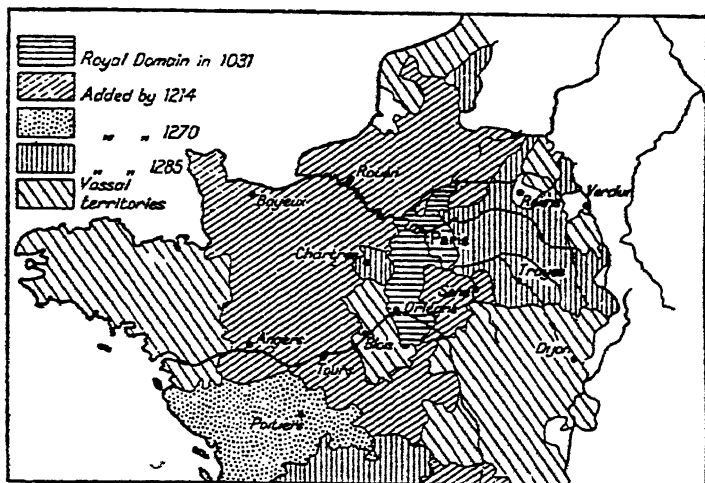 Royal Domain in 1031
Added by 1214
„ „ 1270
„ „ 1285
Vassal
territories
Rouen
Bayeux
Reims
Verdun
Paris
Chartres
Troyes
Sens
Orléans
Angers
Blois
Tours
Dijon
Poitiers